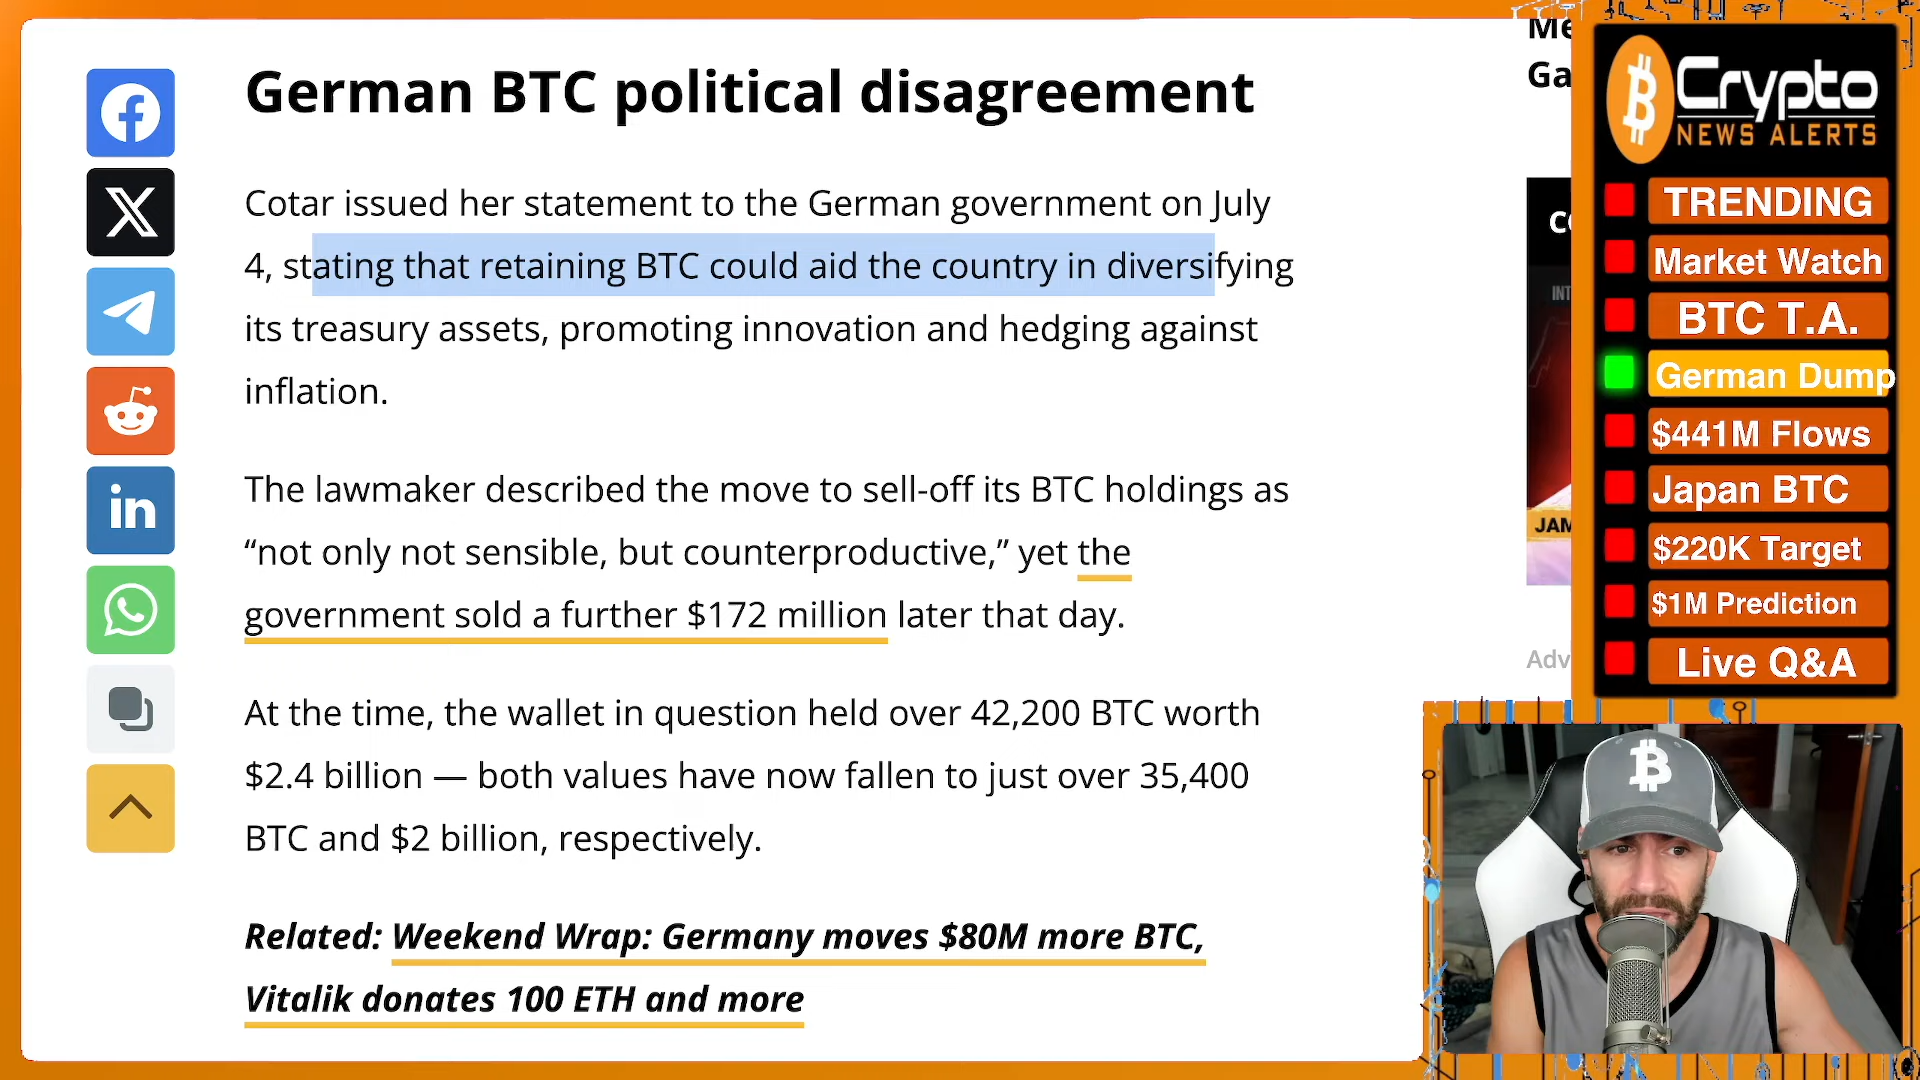 German BTC political disagreement
Cotar issued her statement to the German government on July
4, stating that retaining BTC could aid the country in diversifying
its treasury assets, promoting innovation and hedging against
inflation.
The lawmaker described the move to sell-off its BTC holdings as
“not only not sensible, but counterproductive,” yet the
government sold a further $172 million later that day.
At the time, the wallet in question held over 42,200 BTC worth
$2.4 billion — both values have now fallen to just over 35,400
BTC and $2 billion, respectively.
Related: Weekend Wrap: Germany moves $80M more BTC,
Vitalik donates 100 ETH and more
Me
Ga
INT
JAM
Adv
Crypto
NEWS ALERTS
TRENDING
Market Watch
BTC T.A.
German Dump
$441M Flows
Japan BTC
$220K Target
$1M Prediction
Live Q&A